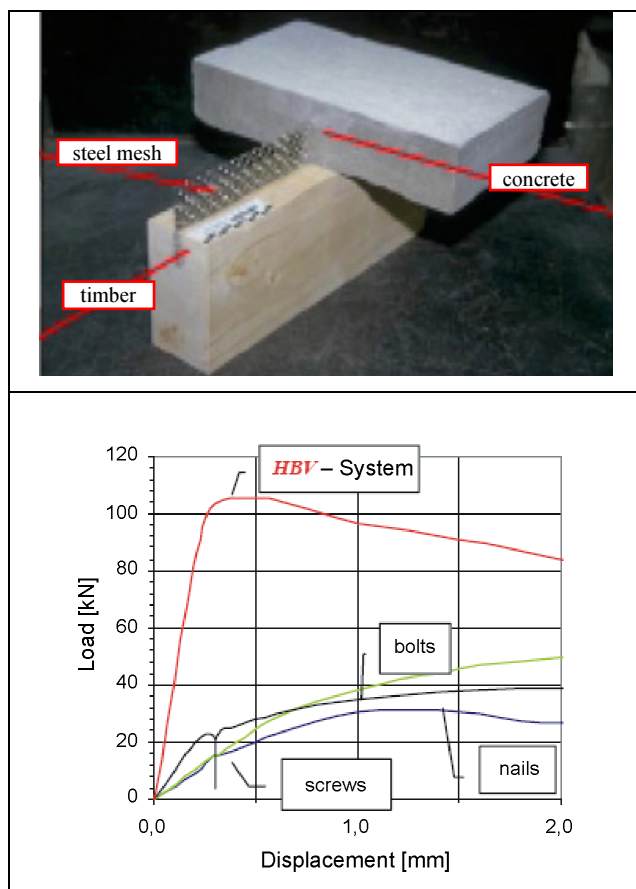 steel mesh
concrete
timber
120
HBV – System
100
80
Load [kN]
60
bolts
40
20
nails
screws
0
0,0
1,0
2,0
Displacement [mm]